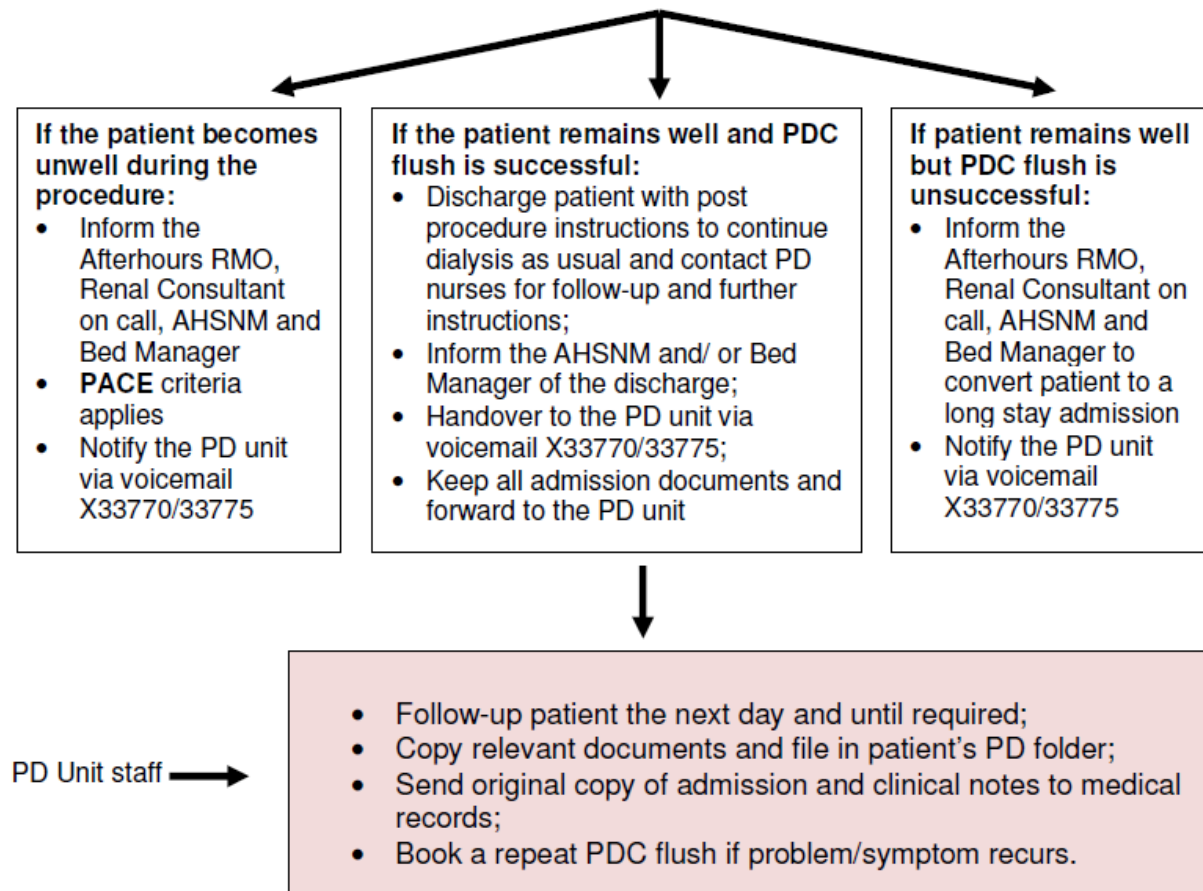 If the patient becomes
unwell during the
procedure:
• Inform the
Afterhours RMO,
Renal Consultant
on call, AHSNM and
Bed Manager
• PACE criteria
applies
• Notify the PD unit
via voicemail
X33770/33775
If the patient remains well and PDC
flush is successful:
• Discharge patient with post
procedure instructions to continue
dialysis as usual and contact PD
nurses for follow-up and further
instructions;
• Inform the AHSNM and/ or Bed
Manager of the discharge;
• Handover to the PD unit via
voicemail X33770/33775;
• Keep all admission documents and
forward to the PD unit
If patient remains well
but PDC flush is
unsuccessful:
• Inform the
Afterhours RMO,
Renal Consultant on
call, AHSNM and
Bed Manager to
convert patient to a
long stay admission
• Notify the PD unit
via voicemail
X33770/33775
PD Unit staff
• Follow-up patient the next day and until required;
• Copy relevant documents and file in patient's PD folder;
• Send original copy of admission and clinical notes to medical
records;
• Book a repeat PDC flush if problem/symptom recurs.